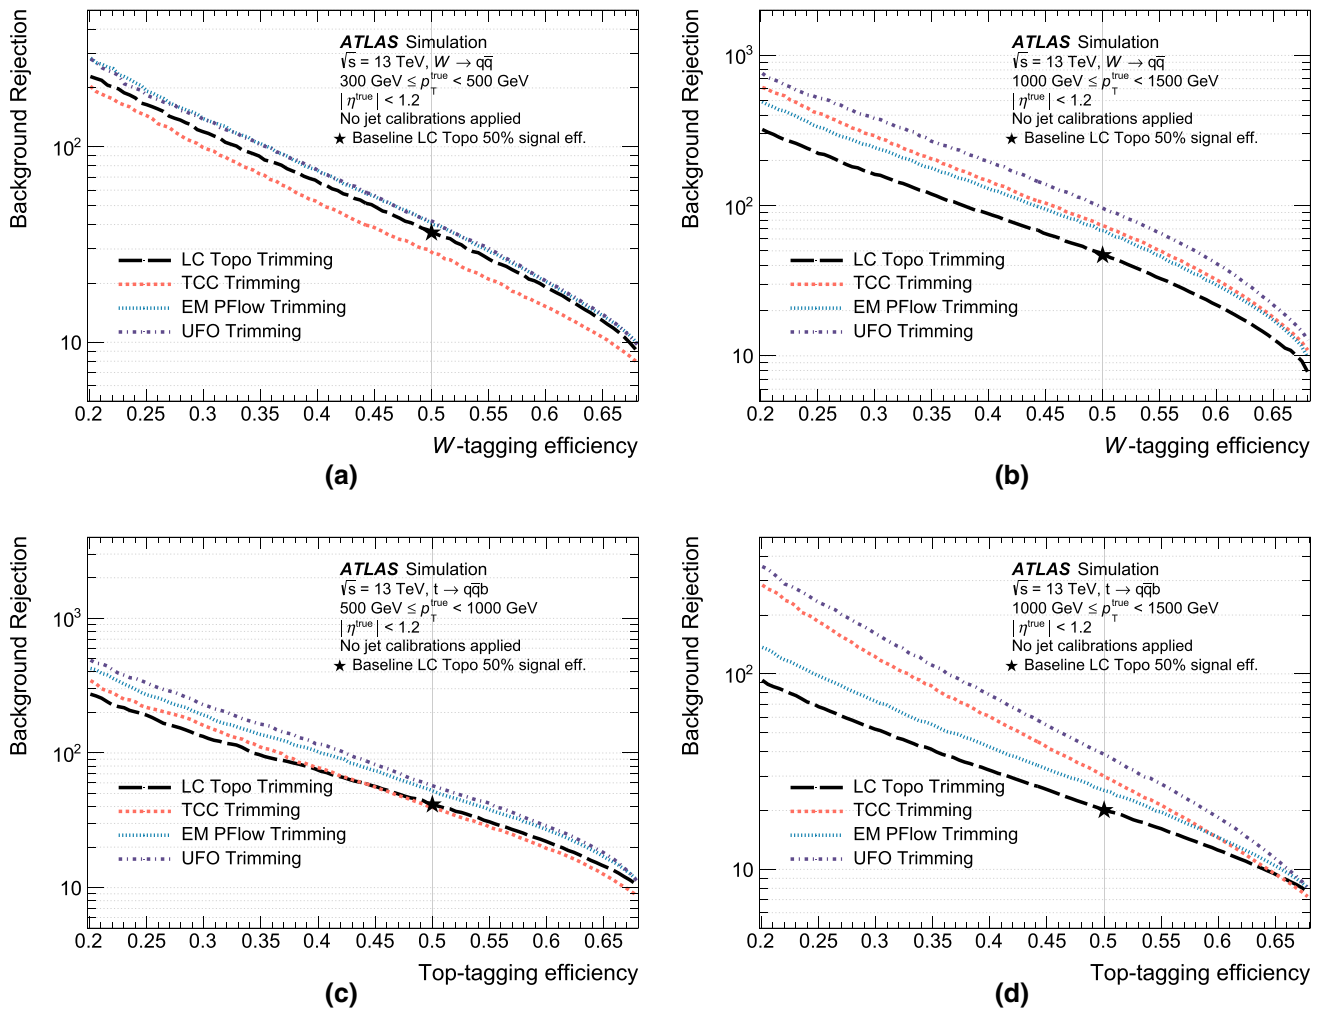 Background Rejection
10²
10
ATLAS Simulation
√s = 13 TeV, W → qq̅
300 GeV ≤ p_T^true < 500 GeV
|η^true| < 1.2
No jet calibrations applied
★ Baseline LC Topo 50% signal eff.
LC Topo Trimming
TCC Trimming
EM PFlow Trimming
UFO Trimming
0.2 0.25 0.3 0.35 0.4 0.45 0.5 0.55 0.6 0.65
W-tagging efficiency
(a)
Background Rejection
10³
10²
10
ATLAS Simulation
√s = 13 TeV, W → qq̅
1000 GeV ≤ p_T^true < 1500 GeV
|η^true| < 1.2
No jet calibrations applied
★ Baseline LC Topo 50% signal eff.
LC Topo Trimming
TCC Trimming
EM PFlow Trimming
UFO Trimming
0.2 0.25 0.3 0.35 0.4 0.45 0.5 0.55 0.6 0.65
W-tagging efficiency
(b)
Background Rejection
10³
10²
10
ATLAS Simulation
√s = 13 TeV, t → qq̅b
500 GeV ≤ p_T^true < 1000 GeV
|η^true| < 1.2
No jet calibrations applied
★ Baseline LC Topo 50% signal eff.
LC Topo Trimming
TCC Trimming
EM PFlow Trimming
UFO Trimming
0.2 0.25 0.3 0.35 0.4 0.45 0.5 0.55 0.6 0.65
Top-tagging efficiency
(c)
Background Rejection
10²
10
ATLAS Simulation
√s = 13 TeV, t → qq̅b
1000 GeV ≤ p_T^true < 1500 GeV
|η^true| < 1.2
No jet calibrations applied
★ Baseline LC Topo 50% signal eff.
LC Topo Trimming
TCC Trimming
EM PFlow Trimming
UFO Trimming
0.2 0.25 0.3 0.35 0.4 0.45 0.5 0.55 0.6 0.65
Top-tagging efficiency
(d)